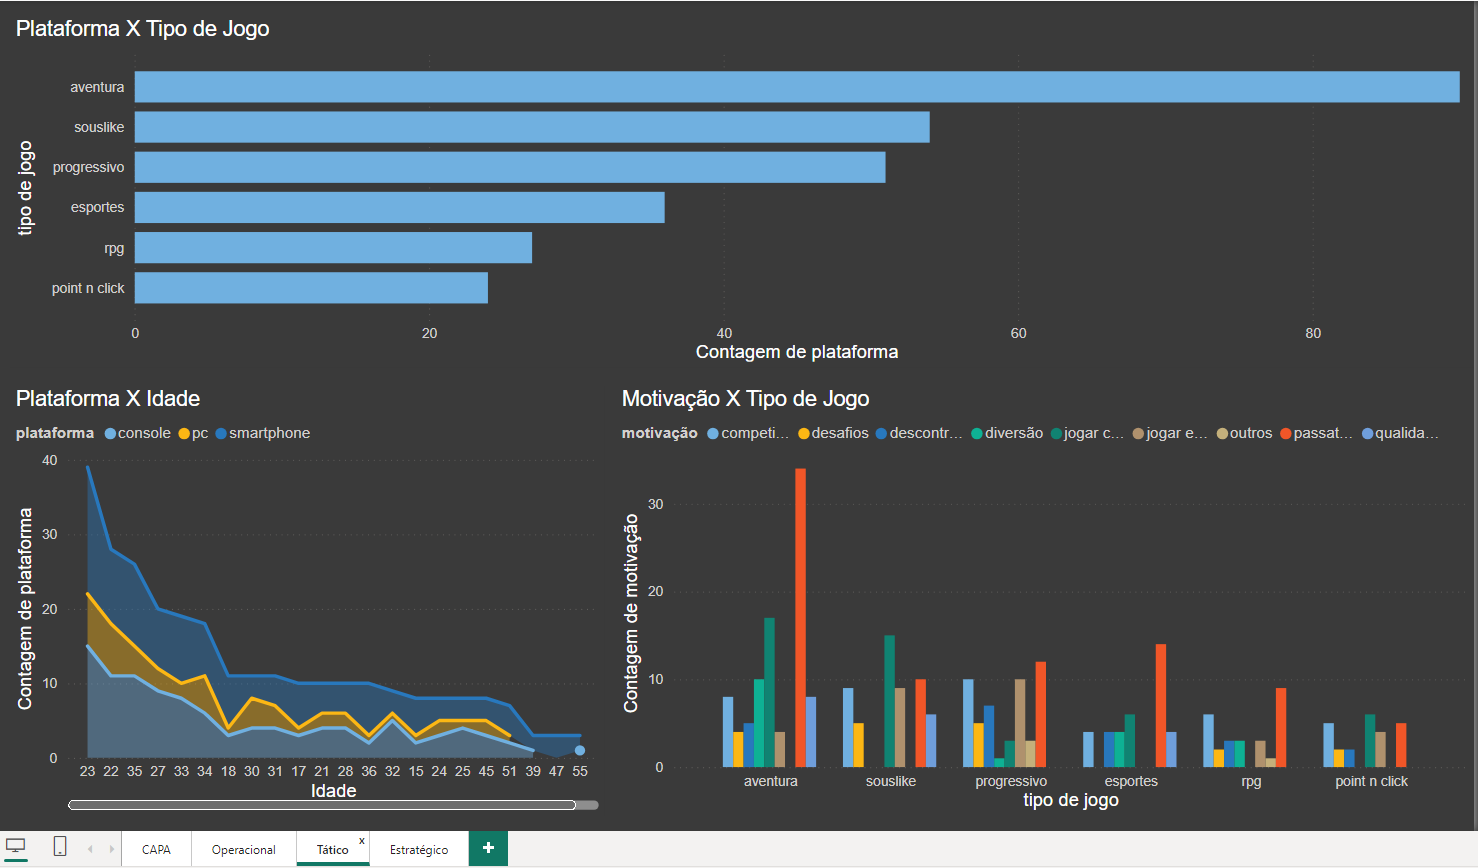 Plataforma X Tipo de Jogo
tipo de jogo
aventura
souslike
progressivo
esportes
rpg
point n click
0 20 40 60 80
Contagem de plataforma
Plataforma X Idade
plataforma console pc smartphone
Contagem de plataforma
40
30
20
10
0
23 22 35 27 33 34 18 30 31 17 21 28 36 32 15 24 25 45 51 39 47 55
Idade
Motivação X Tipo de Jogo
motivação competi... desafios descontr... diversão jogar c... jogar e... outros passat... qualida...
Contagem de motivação
30
20
10
0
aventura souslike progressivo esportes rpg point n click
tipo de jogo
CAPA Operacional Tático x Estratégico +